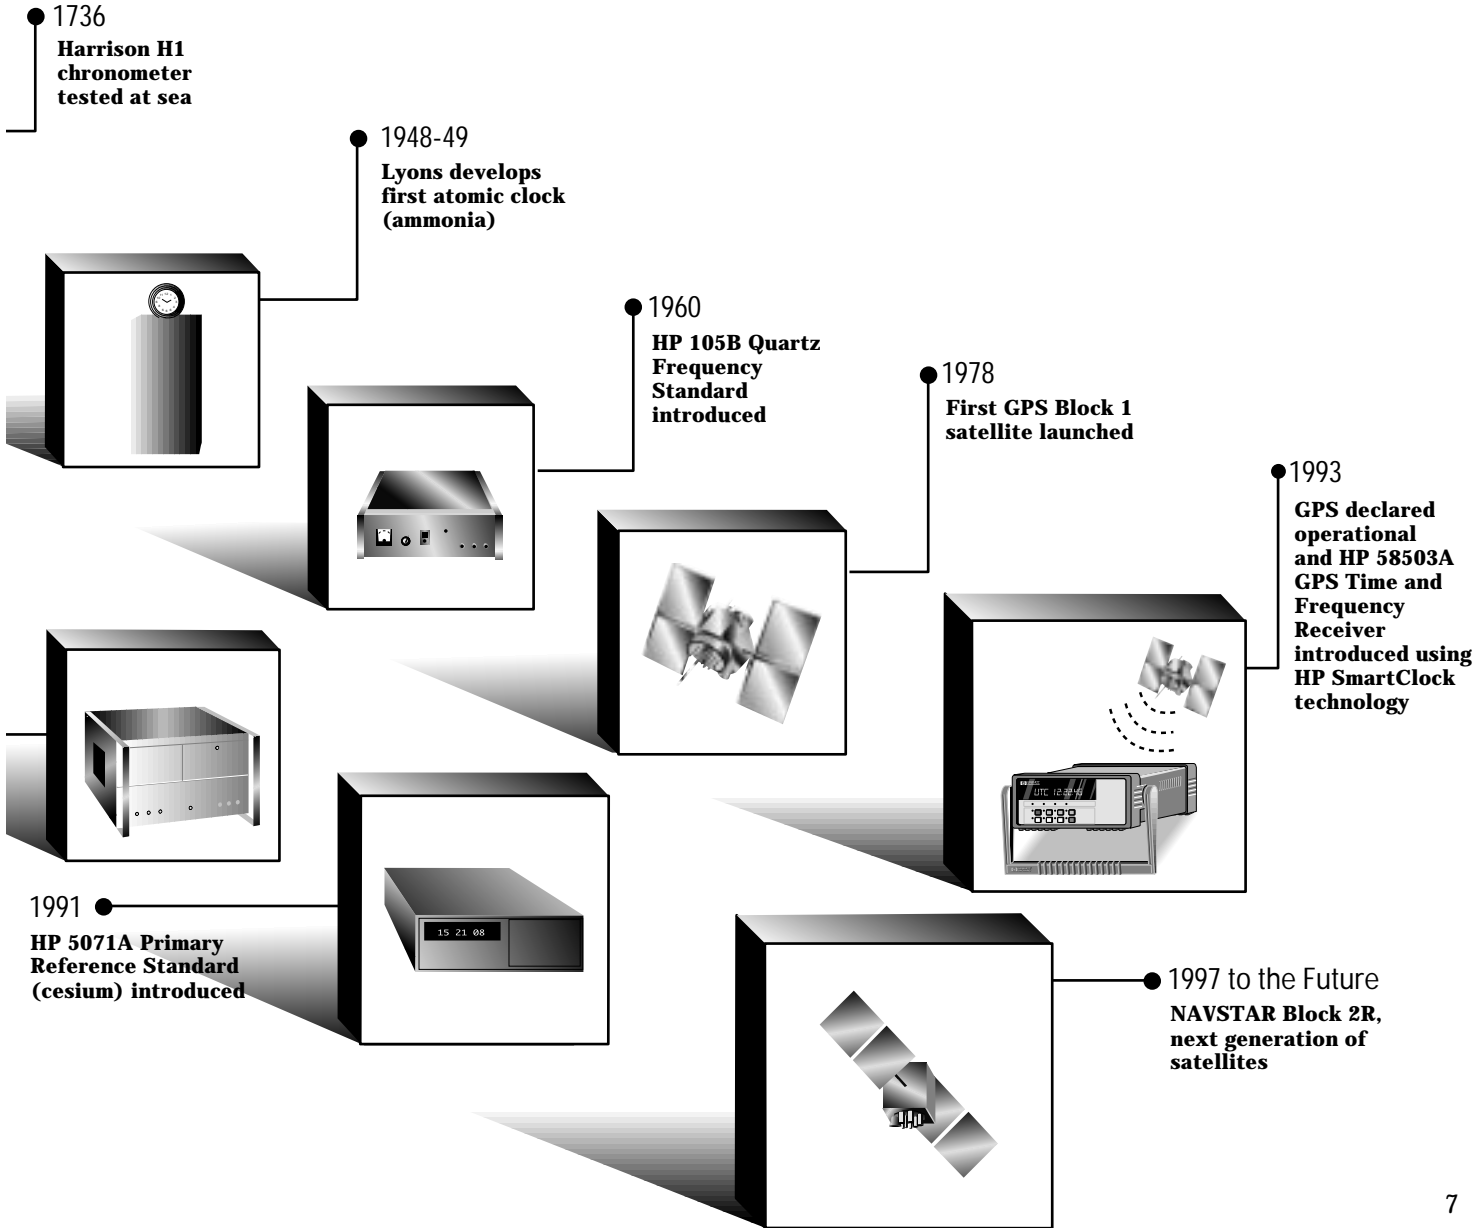 1736
Harrison H1
chronometer
tested at sea
1948-49
Lyons develops
first atomic clock
(ammonia)
1960
HP 105B Quartz
Frequency
Standard
introduced
1978
First GPS Block 1
satellite launched
1993
GPS declared
operational
and HP 58503A
GPS Time and
Frequency
Receiver
introduced using
HP SmartClock
technology
UTC 12:22:46
1991
HP 5071A Primary
Reference Standard
(cesium) introduced
15 21 08
1997 to the Future
NAVSTAR Block 2R,
next generation of
satellites
7